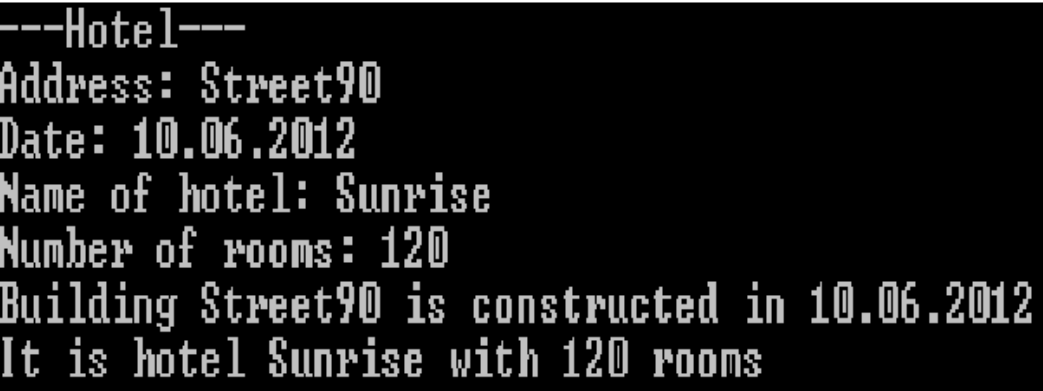 ---Hotel---
Address: Street90
Date: 10.06.2012
Name of hotel: Sunrise
Number of rooms: 120
Building Street90 is constructed in 10.06.2012
It is hotel Sunrise with 120 rooms